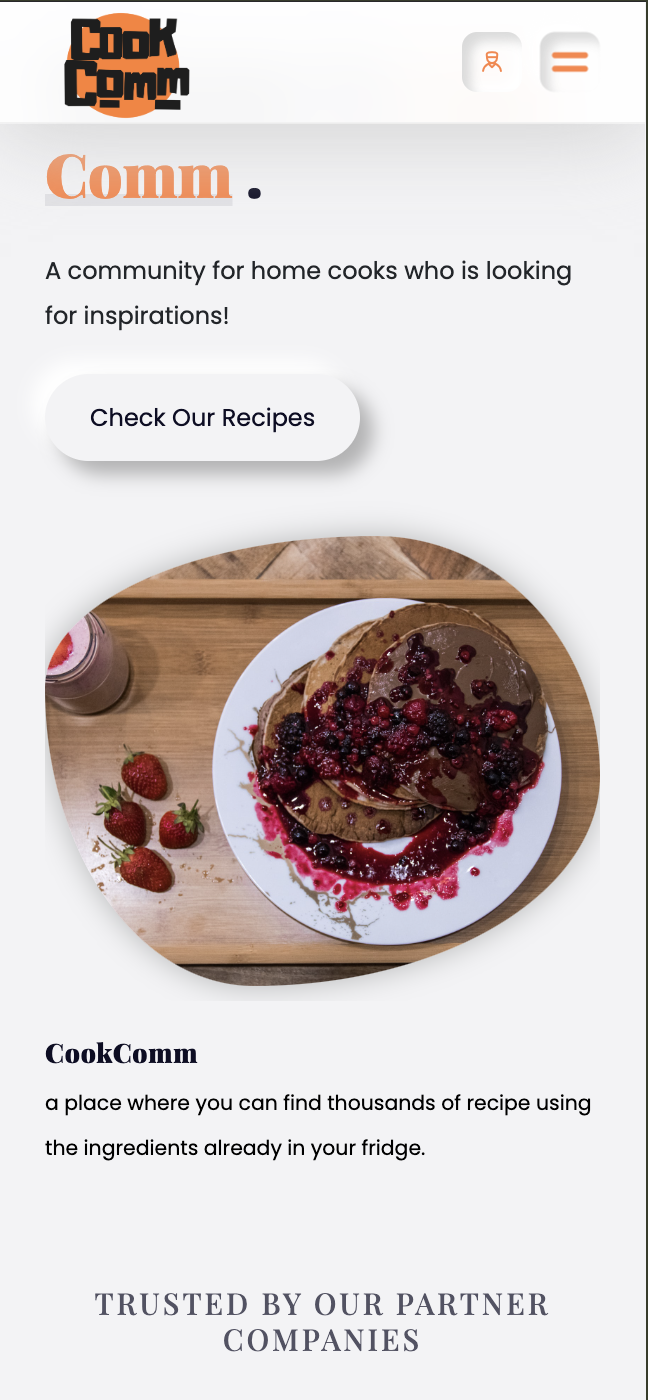 Cook
Comm
Comm .
A community for home cooks who is looking
for inspirations!
Check Our Recipes
CookComm
a place where you can find thousands of recipe using
the ingredients already in your fridge.
TRUSTED BY OUR PARTNER
COMPANIES